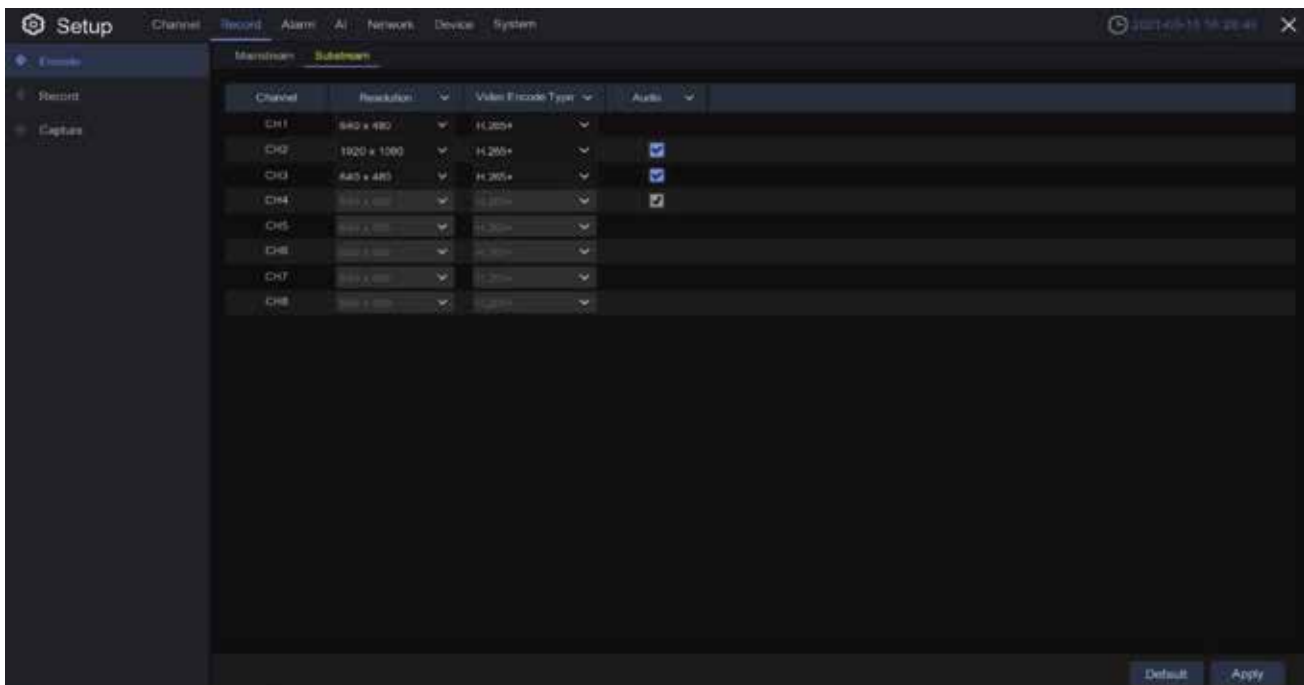 Setup Channel Record Alarm AI Network Device System
Encode
Record
Capture
Mainstream Substream
Channel Resolution Video Encode Type Audio
CH1 640 x 480 H.265+
CH2 1920 x 1080 H.265+
CH3 640 x 480 H.265+
CH4
CH5
CH6
CH7
CH8
Default Apply